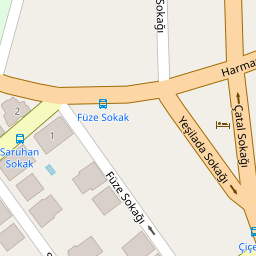 Sokağı
Harma
2
Füze Sokak
1
Saruhan
Sokak
Yeşilada Sokağı
Çatal Sokağı
Füze Sokağı
S
Çiçe